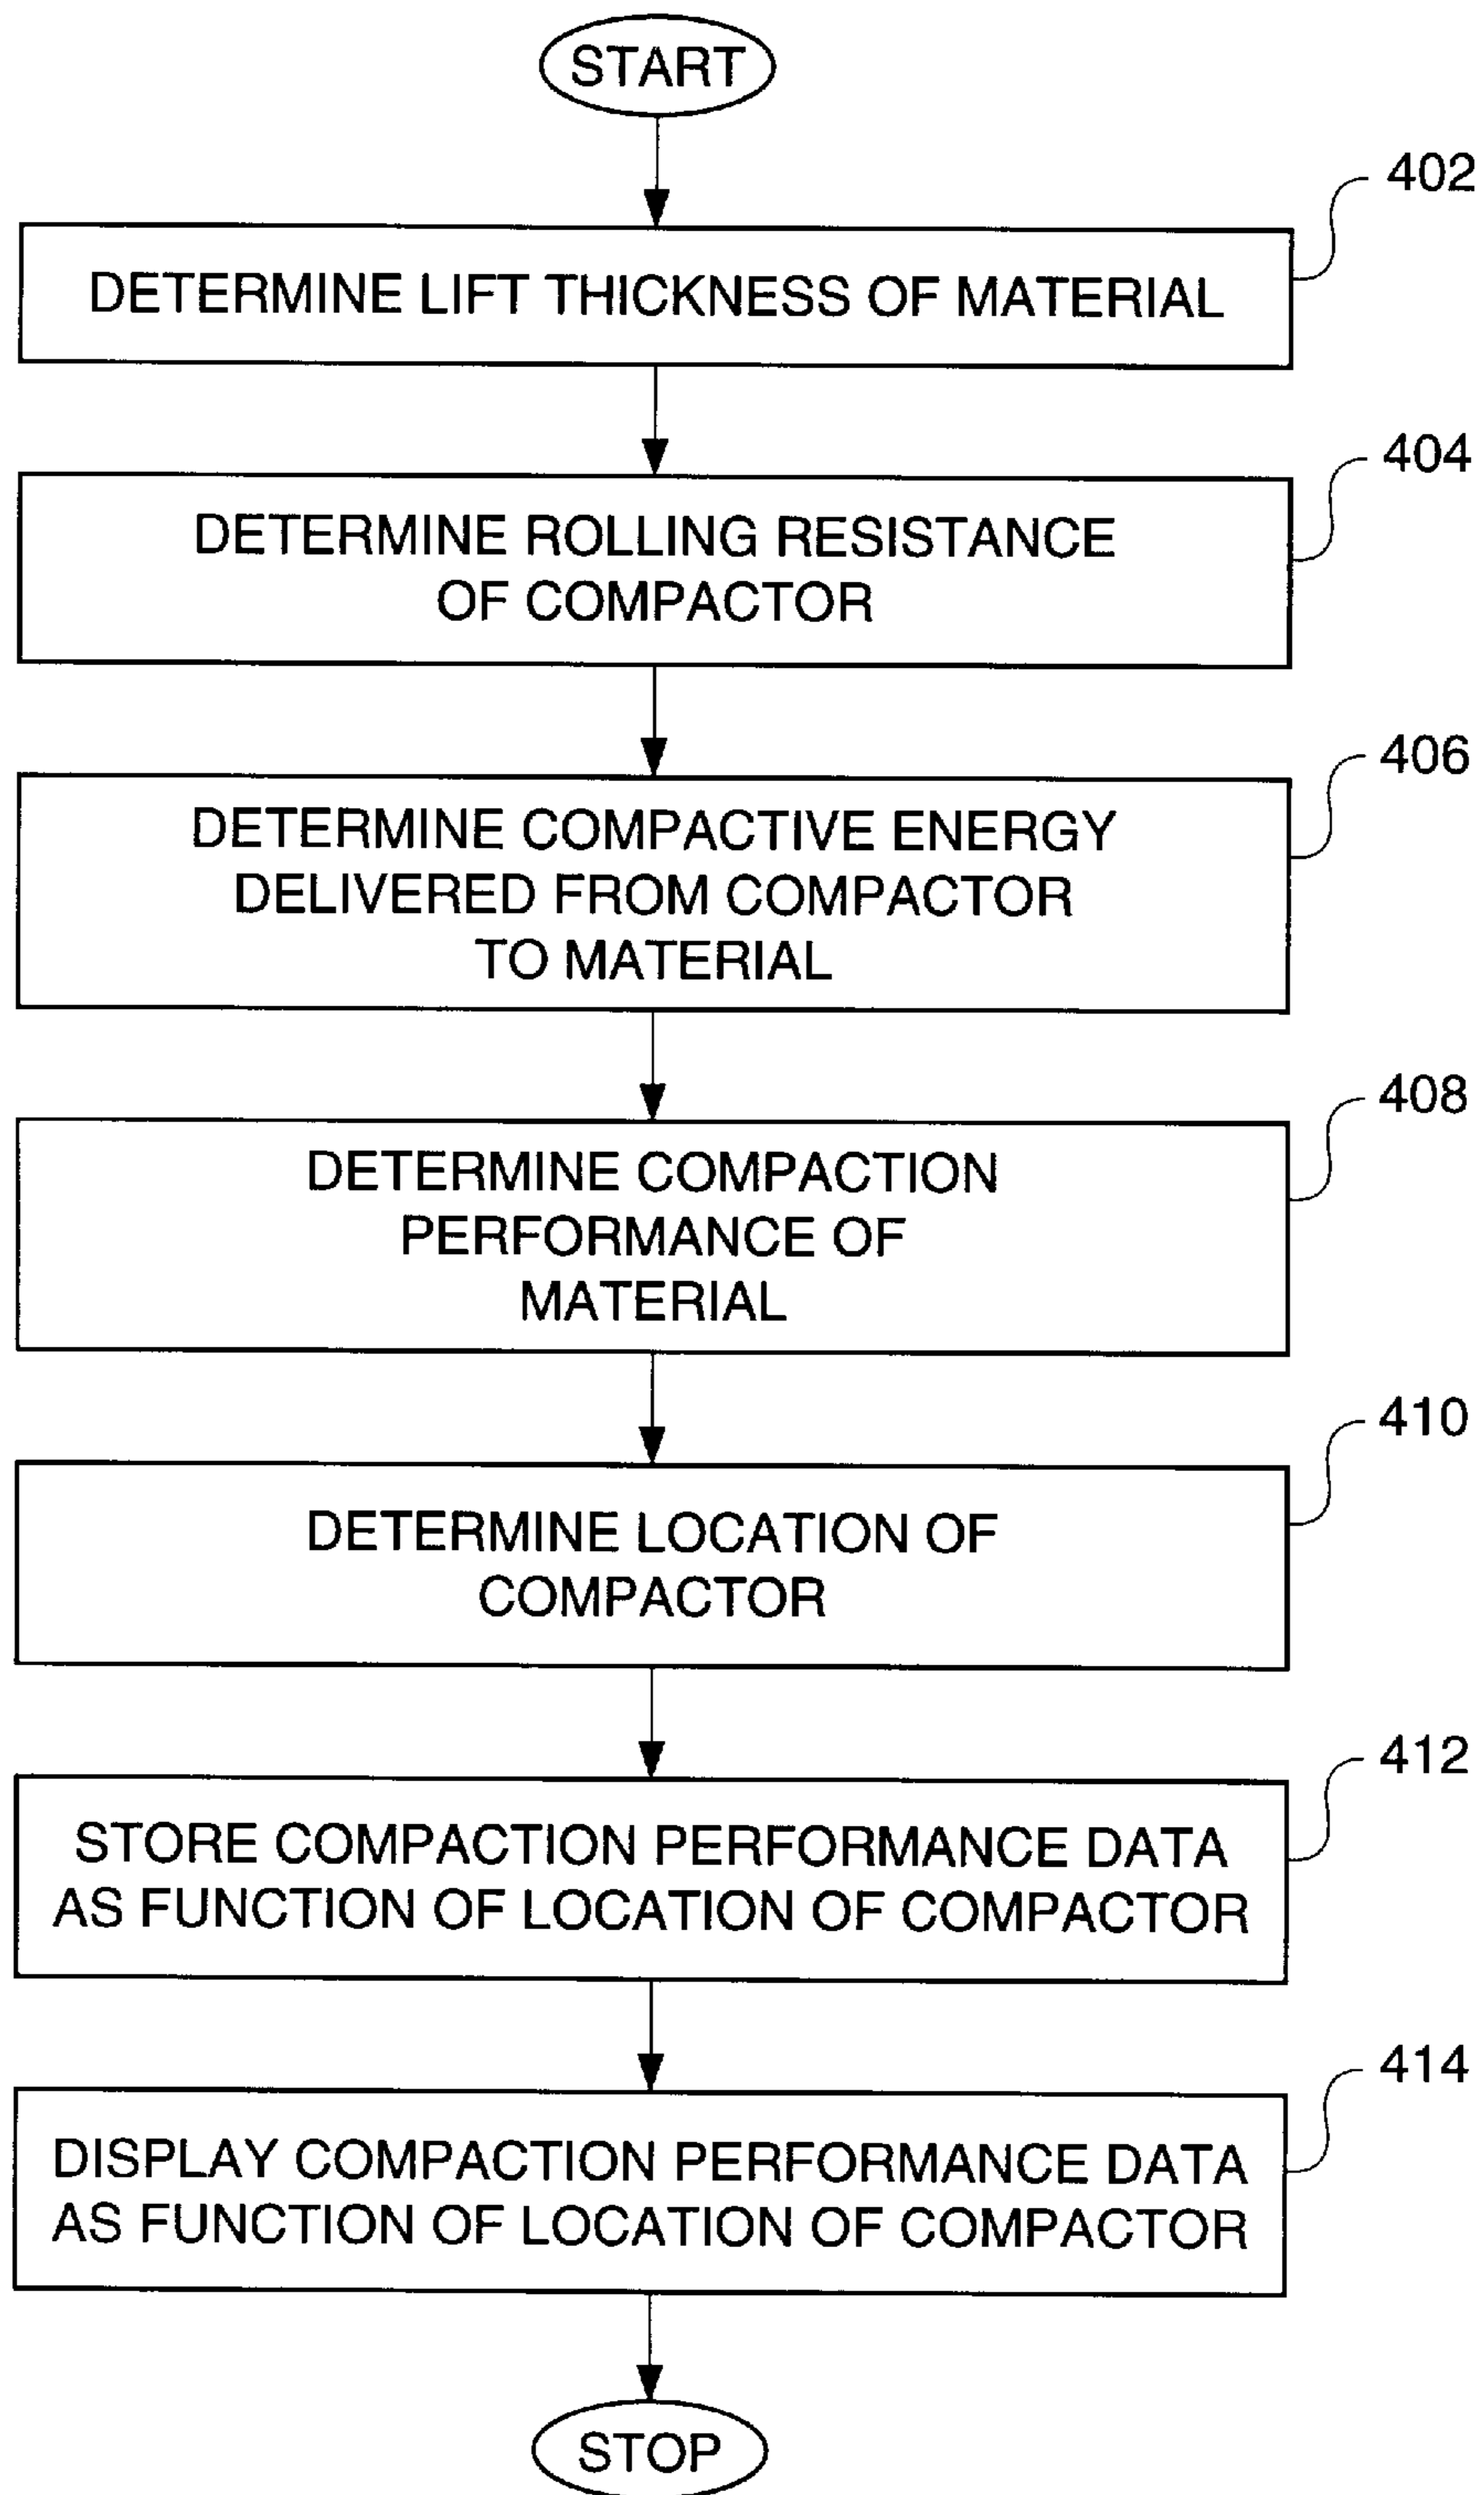 START
402
DETERMINE LIFT THICKNESS OF MATERIAL
404
DETERMINE ROLLING RESISTANCE
OF COMPACTOR
406
DETERMINE COMPACTIVE ENERGY
DELIVERED FROM COMPACTOR
TO MATERIAL
408
DETERMINE COMPACTION
PERFORMANCE OF
MATERIAL
410
DETERMINE LOCATION OF
COMPACTOR
412
STORE COMPACTION PERFORMANCE DATA
AS FUNCTION OF LOCATION OF COMPACTOR
414
DISPLAY COMPACTION PERFORMANCE DATA
AS FUNCTION OF LOCATION OF COMPACTOR
STOP